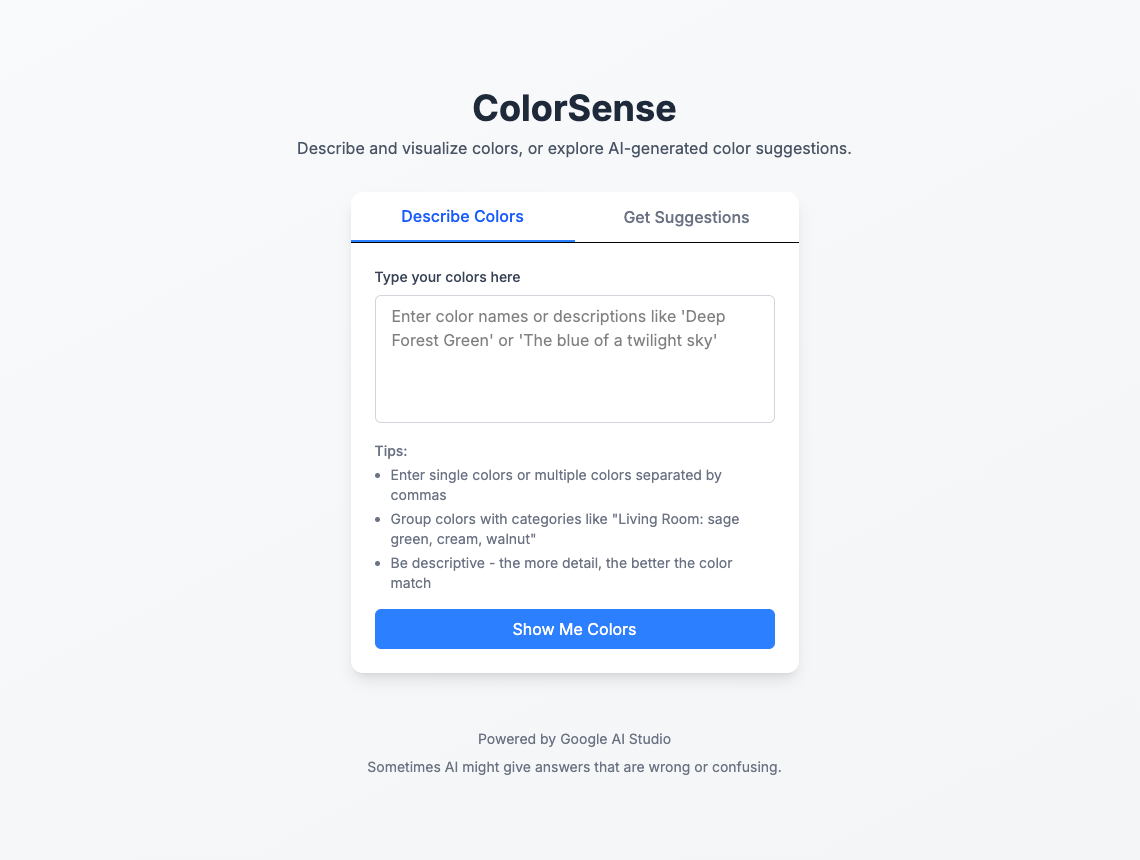 ColorSense
Describe and visualize colors, or explore AI-generated color suggestions.
Describe Colors
Get Suggestions
Type your colors here
Enter color names or descriptions like 'Deep
Forest Green' or 'The blue of a twilight sky'
Tips:
Enter single colors or multiple colors separated by
commas
Group colors with categories like "Living Room: sage
green, cream, walnut"
Be descriptive - the more detail, the better the color
match
Show Me Colors
Powered by Google AI Studio
Sometimes AI might give answers that are wrong or confusing.